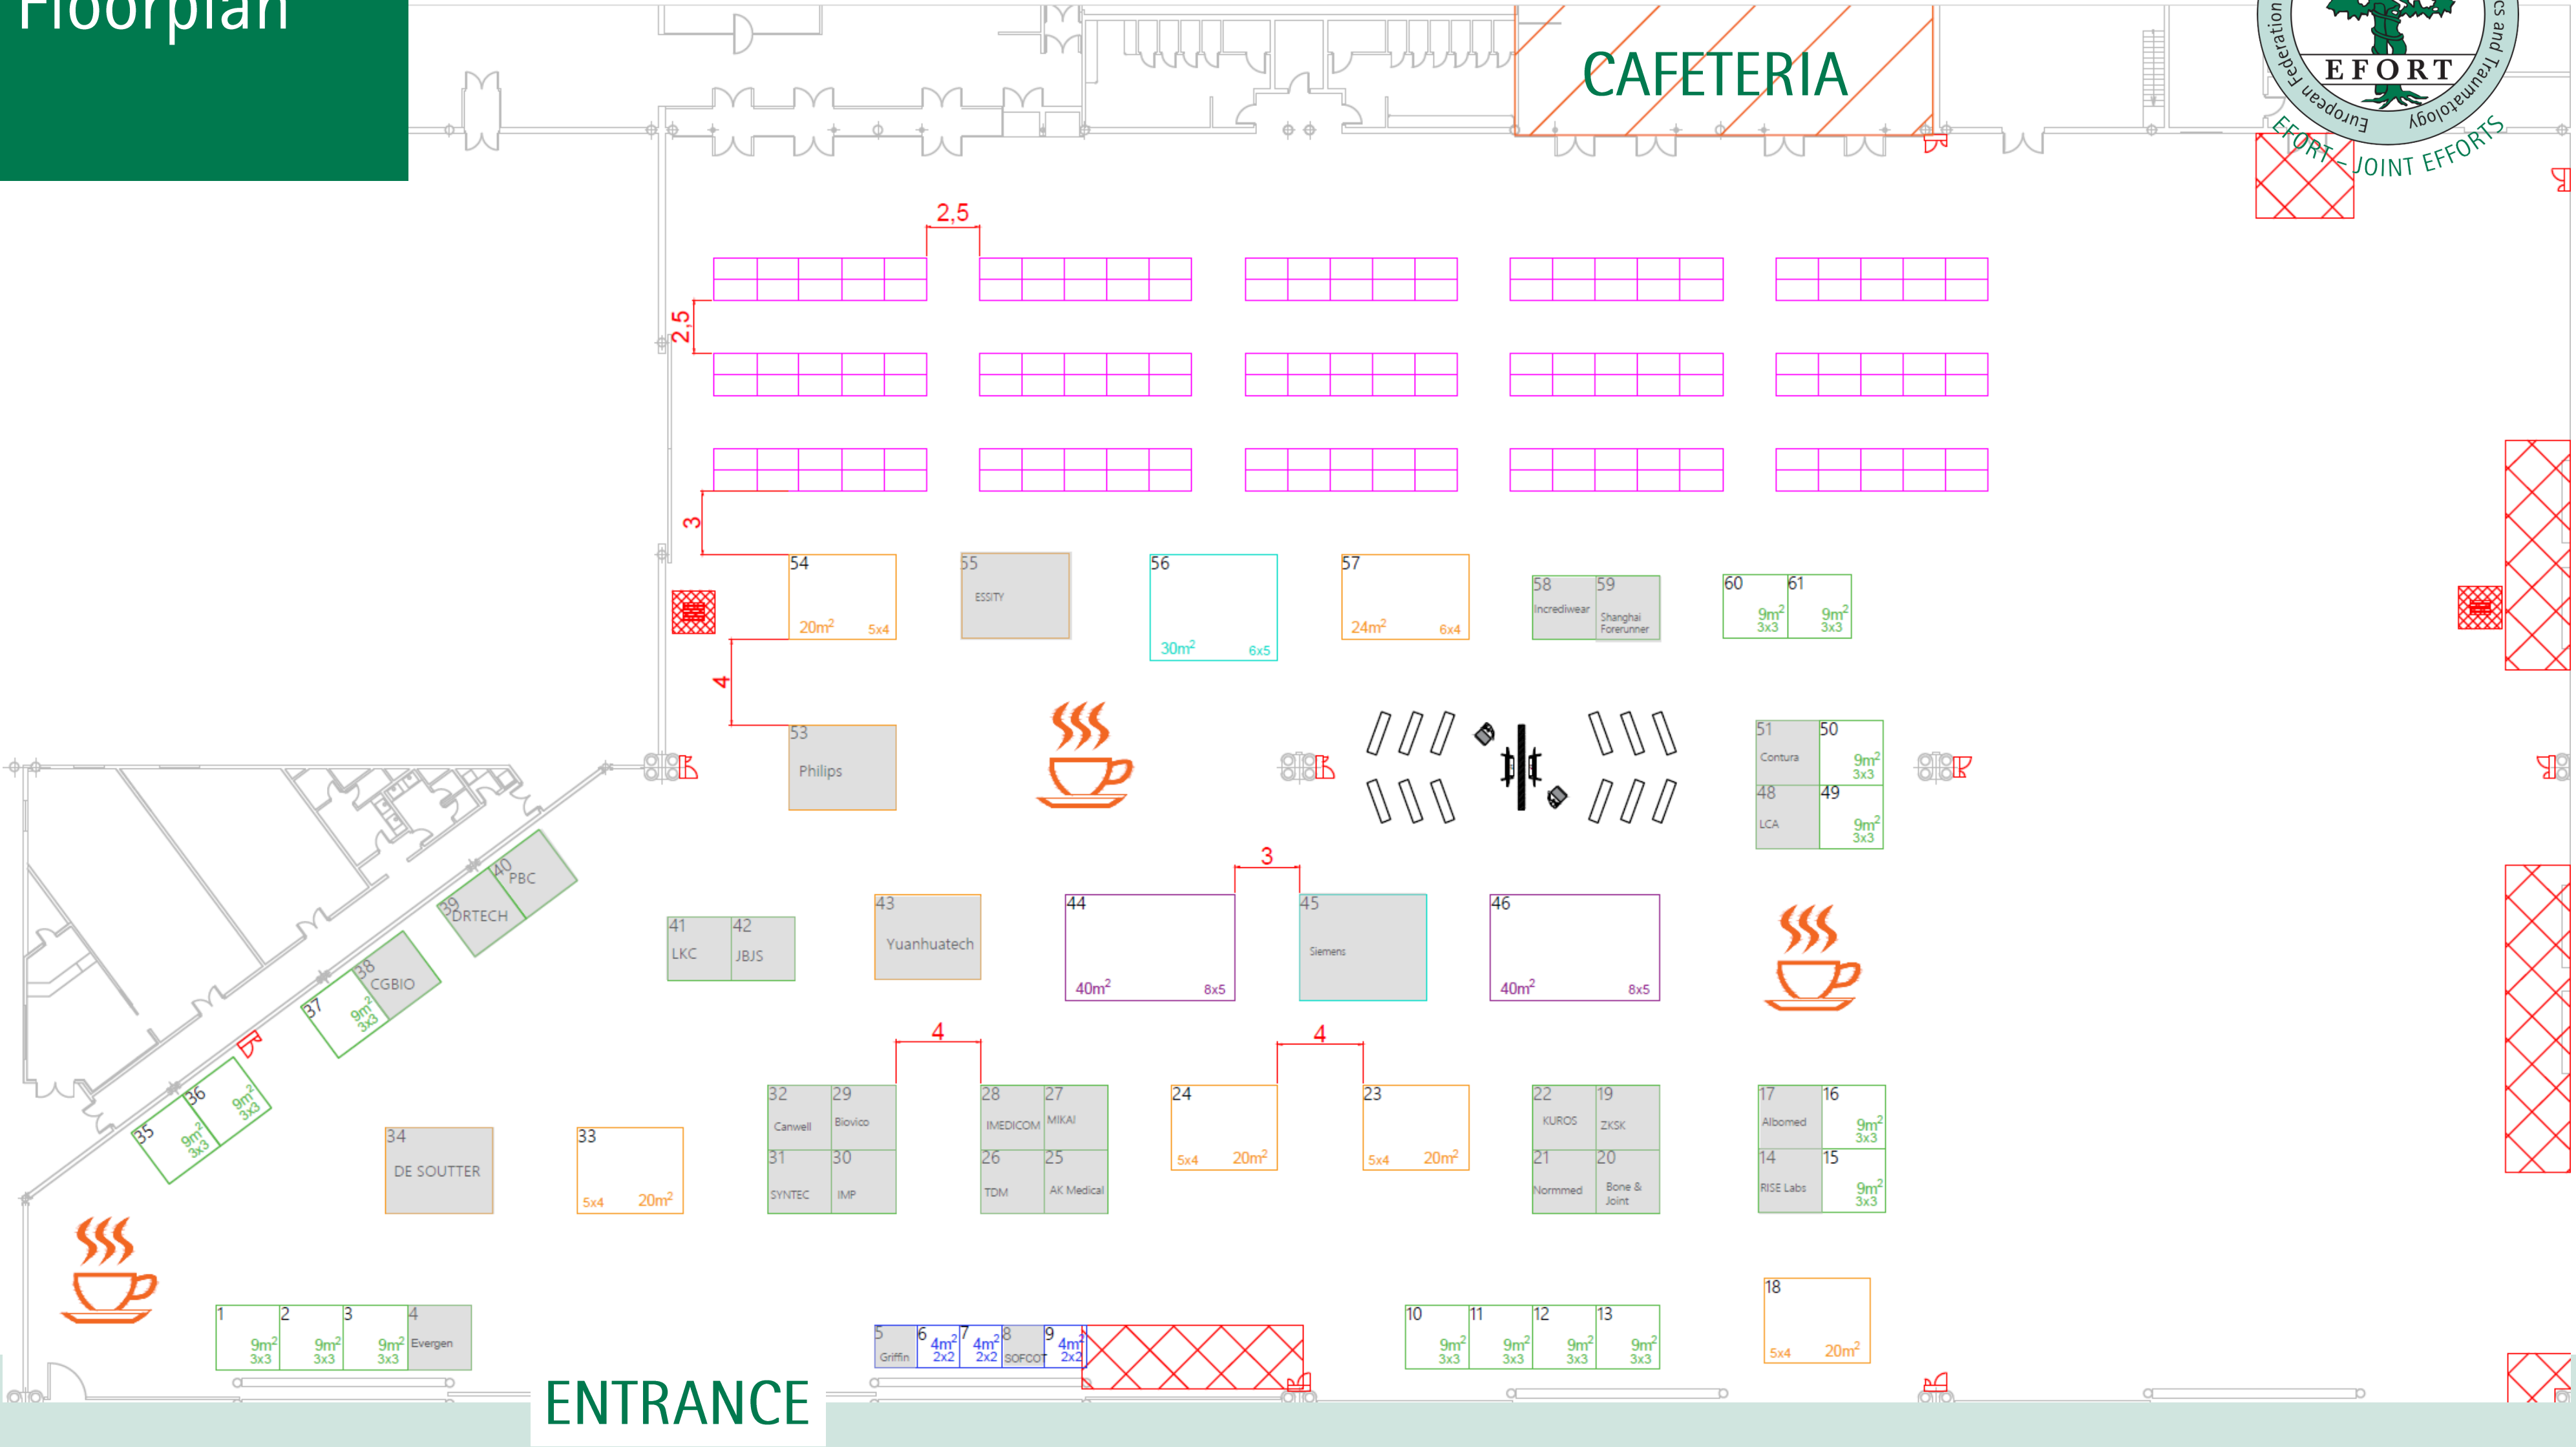 Floorplan
CAFETERIA
European Federation
cs and Traumatology
EFORT
EFORT – JOINT EFFORTS
2,5
2,5
3
54
20m² 5x4
55
ESSITY
56
30m² 6x5
57
24m² 6x4
58
Incrediwear
59
Shanghai
Forerunner
60
9m²
3x3
61
9m²
3x3
4
53
Philips
51
Contura
50
9m²
3x3
48
LCA
49
9m²
3x3
40
PBC
39
DRTECH
38
CGBIO
37
9m²
3x3
36
9m²
3x3
35
9m²
3x3
41
LKC
42
JBJS
43
Yuanhuatech
44
40m² 8x5
3
45
Siemens
46
40m² 8x5
4
4
34
DE SOUTTER
33
5x4 20m²
32
Canwell
29
Biovico
31
SYNTEC
30
IMP
28
IMEDICOM
27
MIKAI
26
TDM
25
AK Medical
24
5x4 20m²
23
5x4 20m²
22
KUROS
19
ZKSK
21
Normmed
20
Bone &
Joint
17
Albomed
16
9m²
3x3
14
RISE Labs
15
9m²
3x3
18
5x4 20m²
1
9m²
3x3
2
9m²
3x3
3
9m²
3x3
4
Evergen
5
Griffin
6
4m²
2x2
7
4m²
2x2
8
SOFCOT
9
4m²
2x2
10
9m²
3x3
11
9m²
3x3
12
9m²
3x3
13
9m²
3x3
ENTRANCE